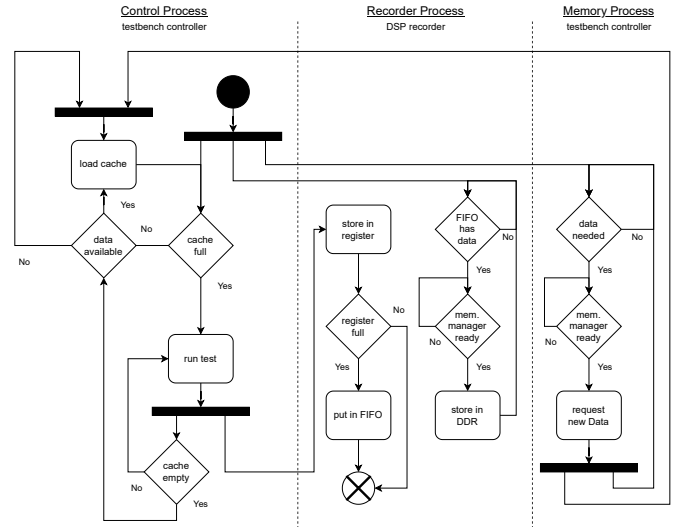 Control Process
testbench controller
Recorder Process
DSP recorder
Memory Process
testbench controller
load cache
Yes
data
available
No
No
cache
full
Yes
run test
cache
empty
No
Yes
store in
register
register
full
No
Yes
put in FIFO
FIFO
has
data
No
Yes
mem.
manager
ready
No
Yes
store in
DDR
data
needed
No
Yes
mem.
manager
ready
No
Yes
request
new Data